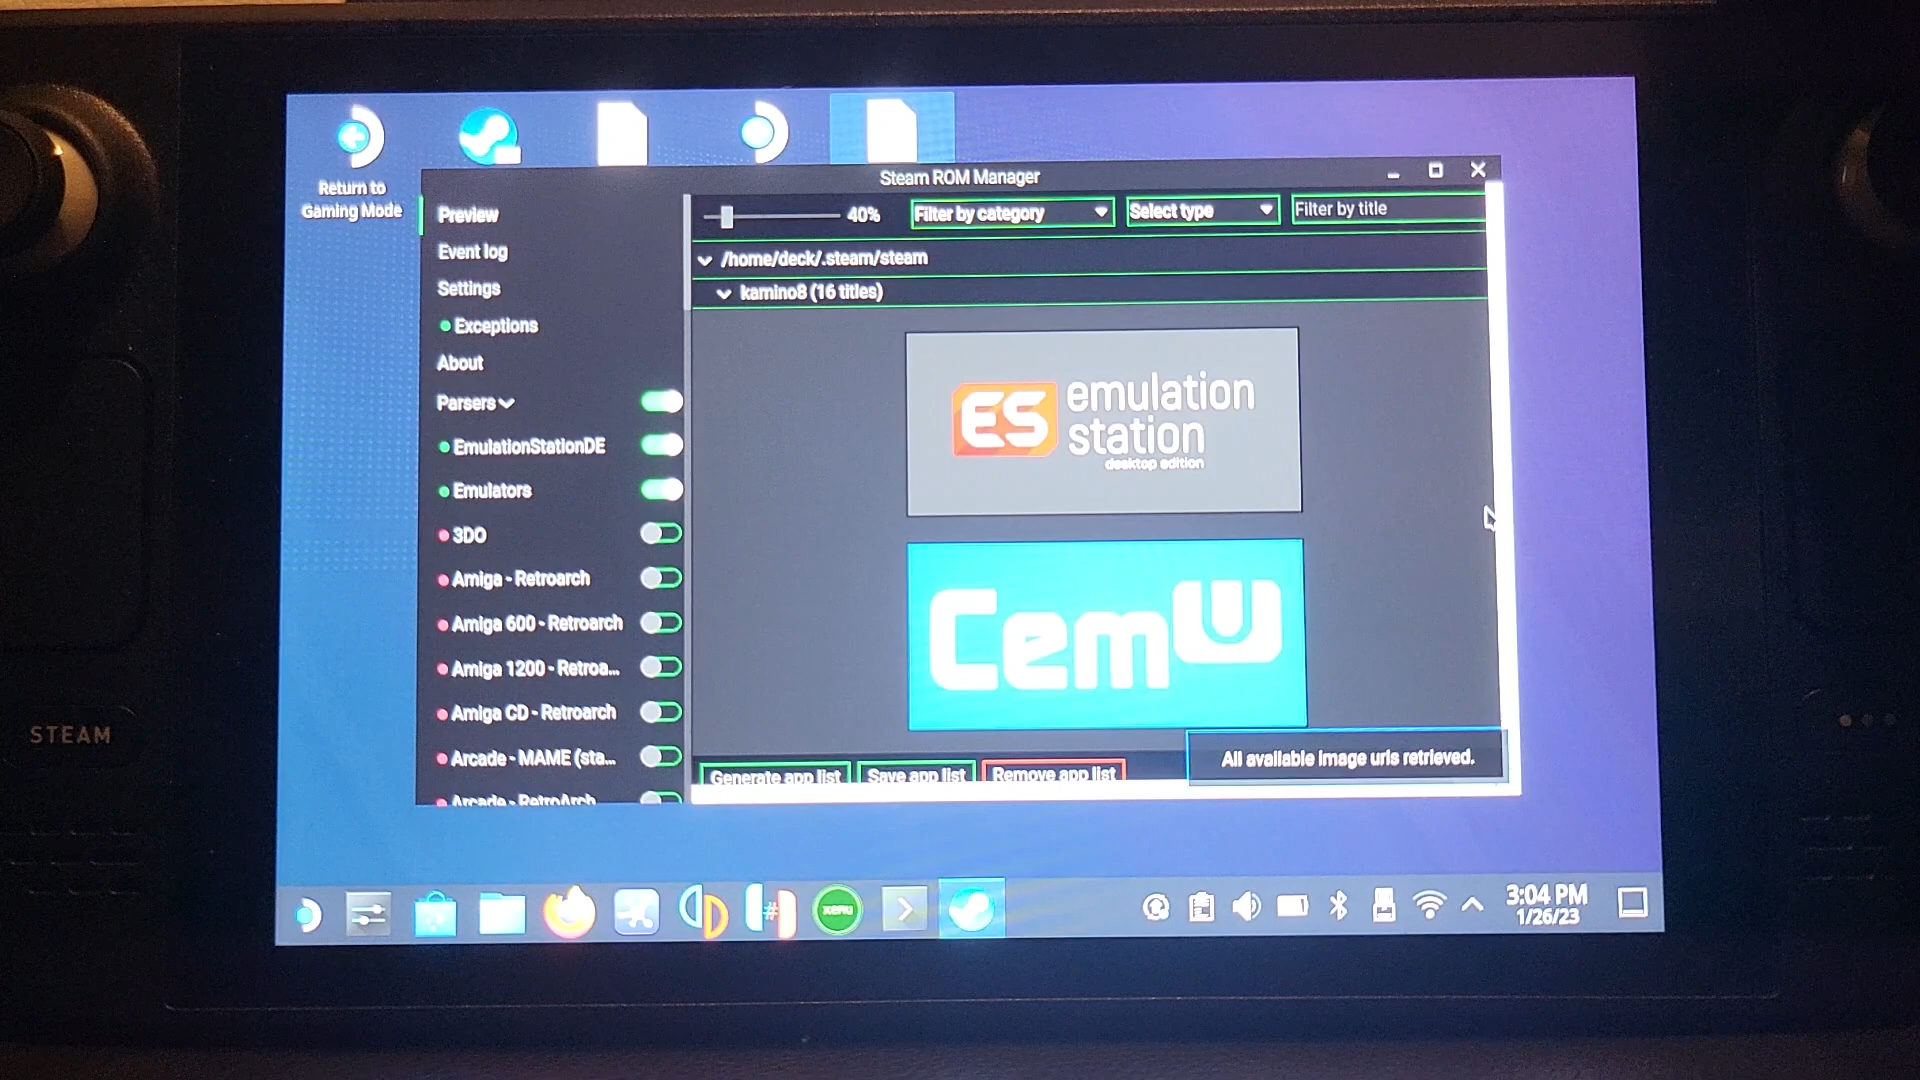 Return to
Gaming Mode
Steam ROM Manager
Preview
Event log
Settings
Exceptions
About
Parsers
EmulationStationDE
Emulators
3DO
Amiga - Retroarch
Amiga 600 - Retroarch
Amiga 1200 - Retroa...
Amiga CD - Retroarch
Arcade - MAME (sta...
Arcade - RetroArch
40%
Filter by category
Select type
Filter by title
/home/deck/.steam/steam
kamino8 (16 titles)
ES
emulation
station
desktop edition
Cemu
Generate app list
Save app list
Remove app list
All available image urls retrieved.
STEAM
#
xemu
3:04 PM
1/26/23